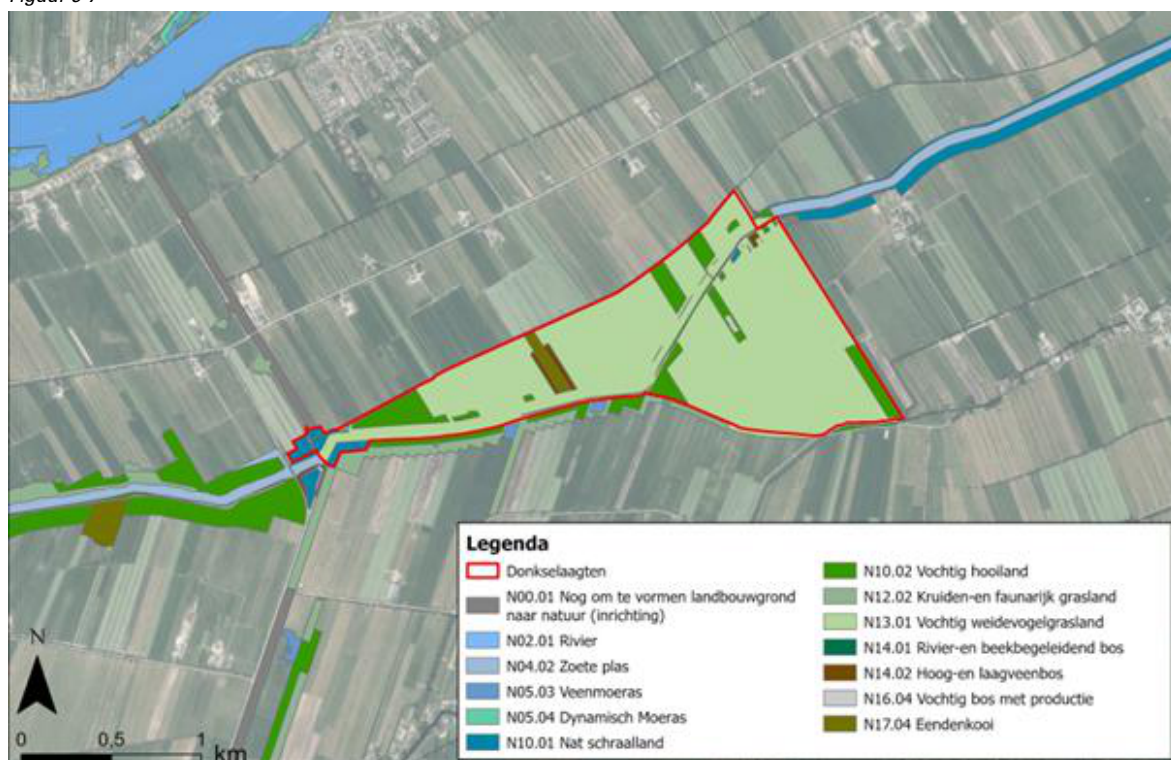 Legenda
Donkselaagten
N00.01 Nog om te vormen landbouwgrond
naar natuur (inrichting)
N02.01 Rivier
N04.02 Zoete plas
N05.03 Veenmoeras
N05.04 Dynamisch Moeras
N10.01 Nat schraalland
N10.02 Vochtig hooiland
N12.02 Kruiden-en faunarijk grasland
N13.01 Vochtig weidevogelgrasland
N14.01 Rivier-en beekbegeleidend bos
N14.02 Hoog-en laagveenbos
N16.04 Vochtig bos met productie
N17.04 Eendenkooi
N
0 0,5 1
km